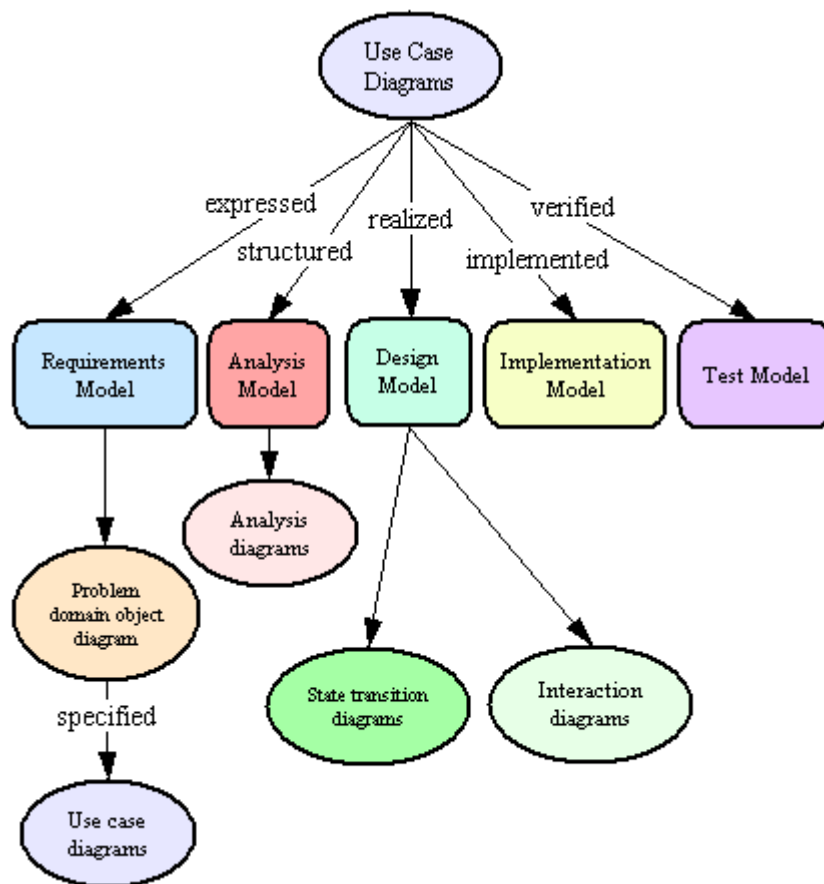 Use Case
Diagrams
expressed
structured
realized
implemented
verified
Requirements
Model
Analysis
Model
Design
Model
Implementation
Model
Test Model
Analysis
diagrams
Problem
domain object
diagram
State transition
diagrams
Interaction
diagrams
specified
Use case
diagrams